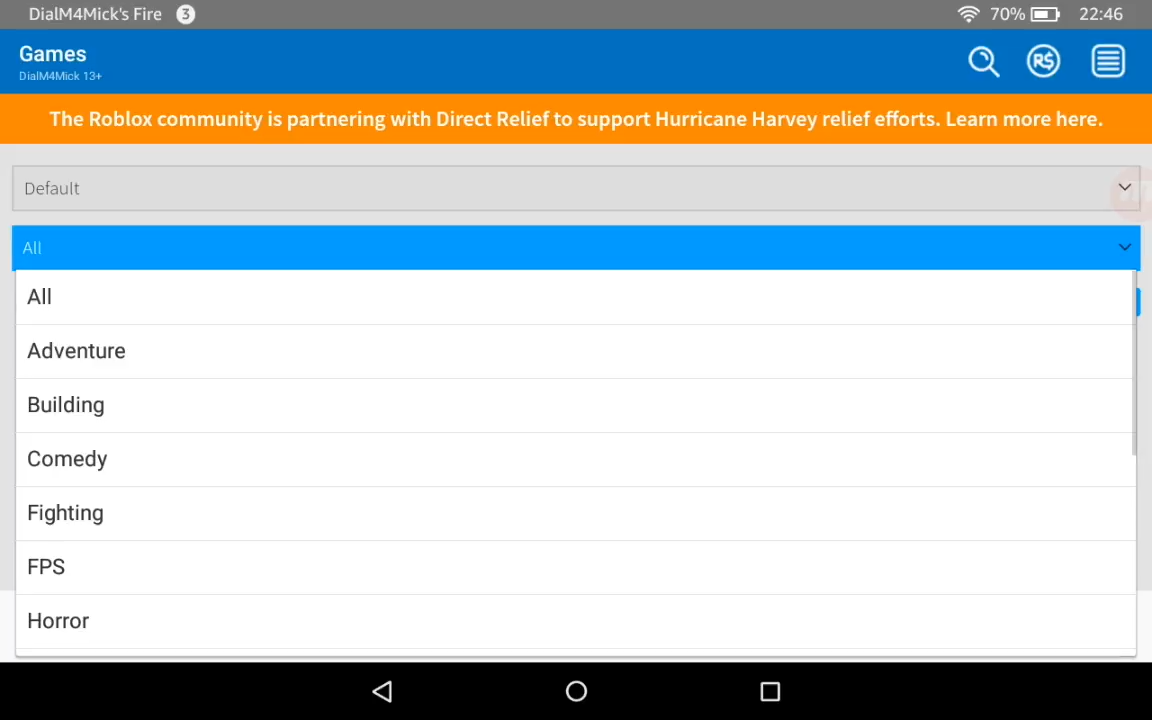 DialM4Mick's Fire 3 70% 22:46
Games
DialM4Mick 13+
R$
The Roblox community is partnering with Direct Relief to support Hurricane Harvey relief efforts. Learn more here.
Default
All
All
Adventure
Building
Comedy
Fighting
FPS
Horror